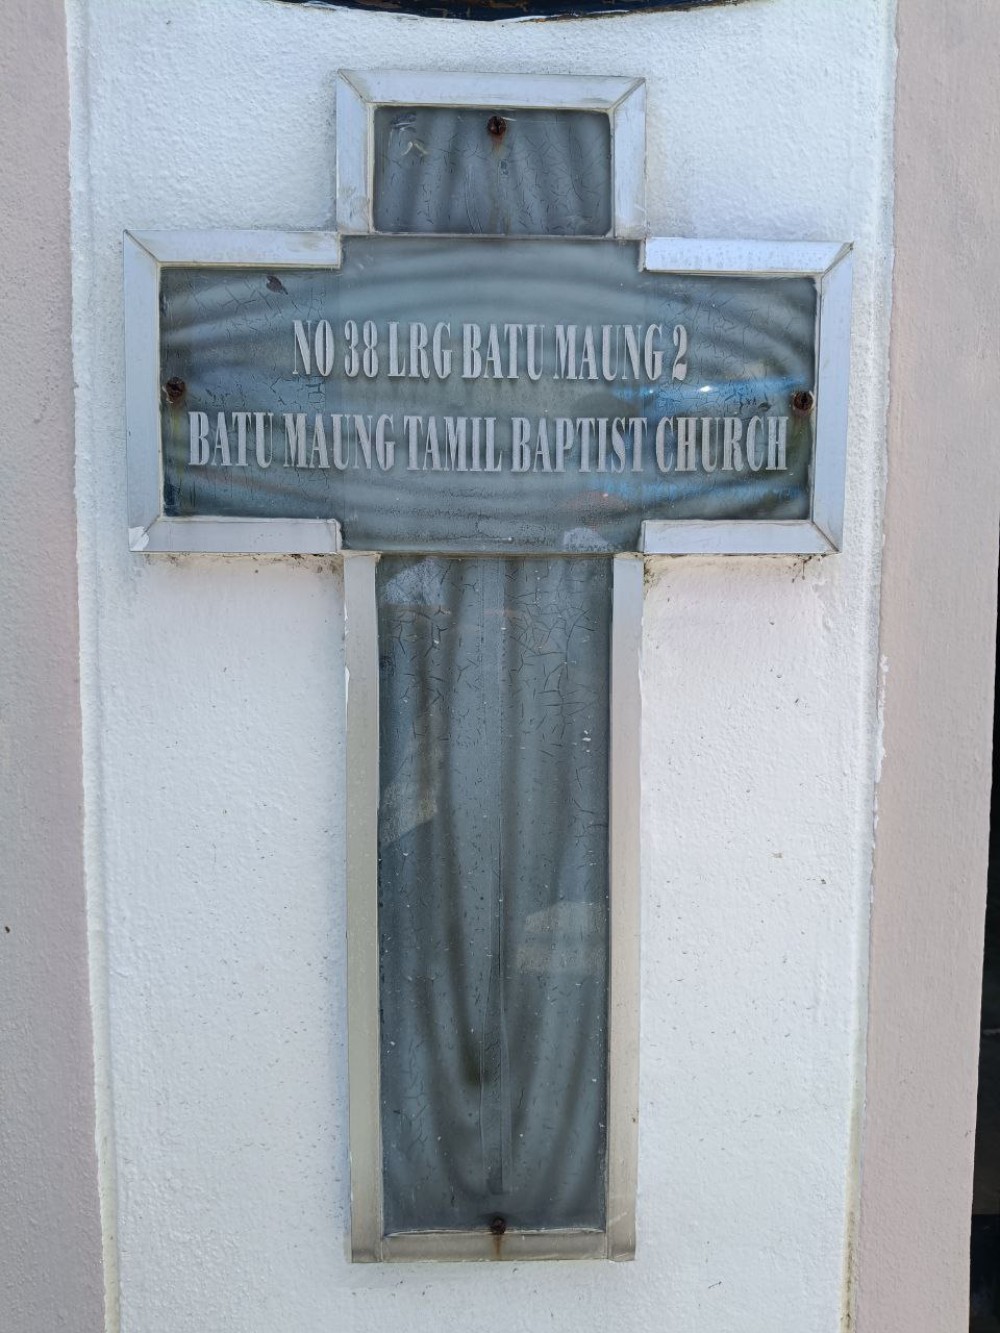 NO 38 LRG BATU MAUNG 2
BATU MAUNG TAMIL BAPTIST CHURCH